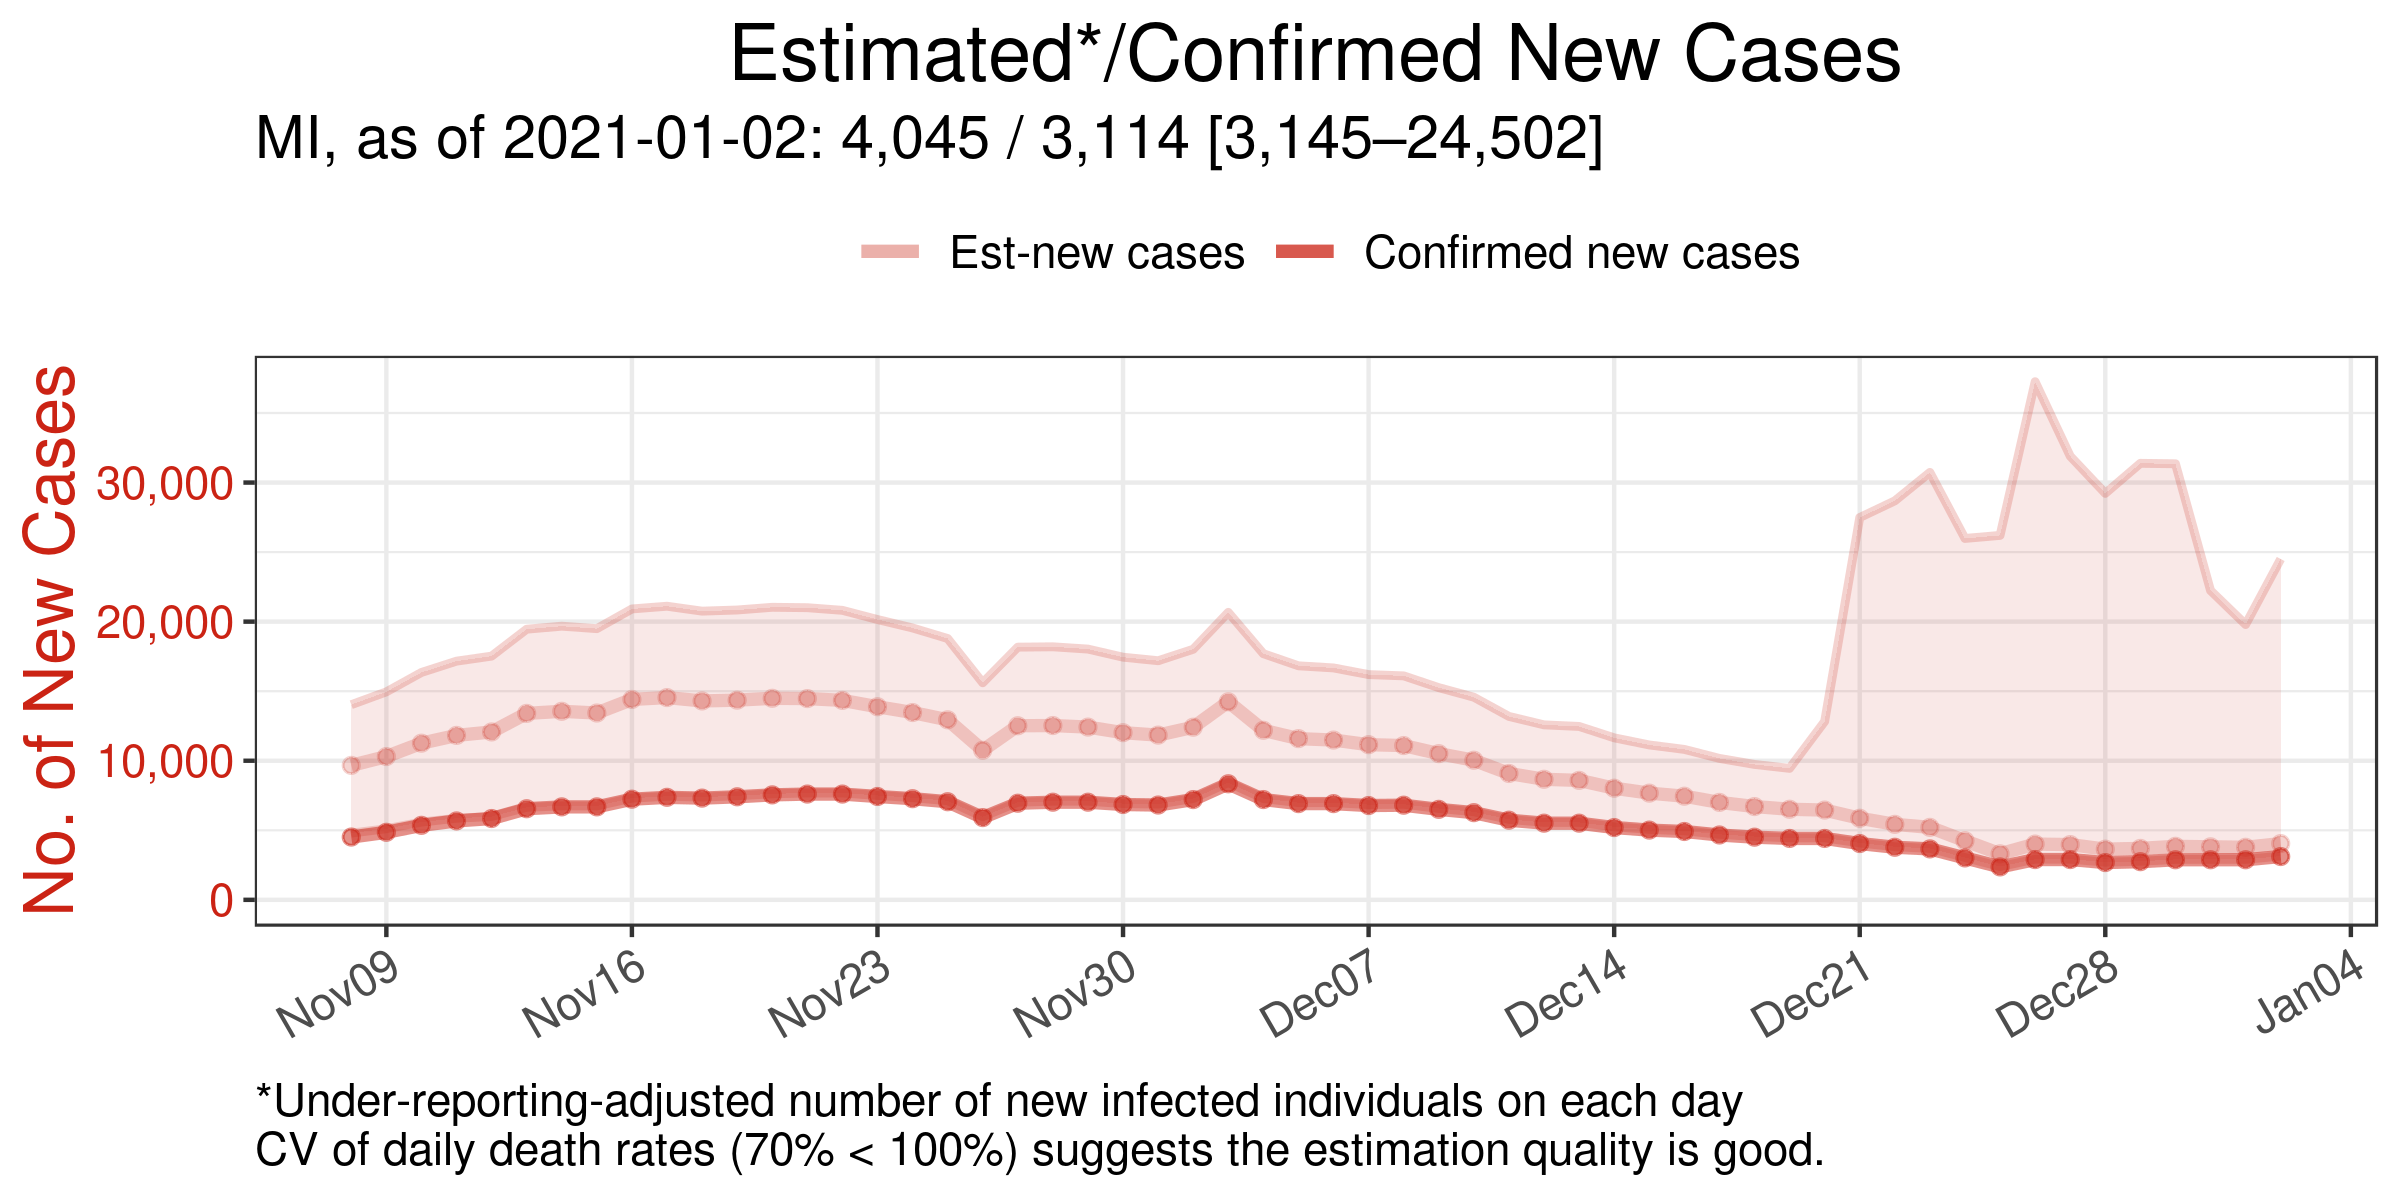 Estimated*/Confirmed New Cases
MI, as of 2021-01-02: 4,045 / 3,114 [3,145–24,502]
Est-new cases
Confirmed new cases
No. of New Cases
30,000
20,000
10,000
0
Nov09
Nov16
Nov23
Nov30
Dec07
Dec14
Dec21
Dec28
Jan04
*Under-reporting-adjusted number of new infected individuals on each day
CV of daily death rates (70% < 100%) suggests the estimation quality is good.